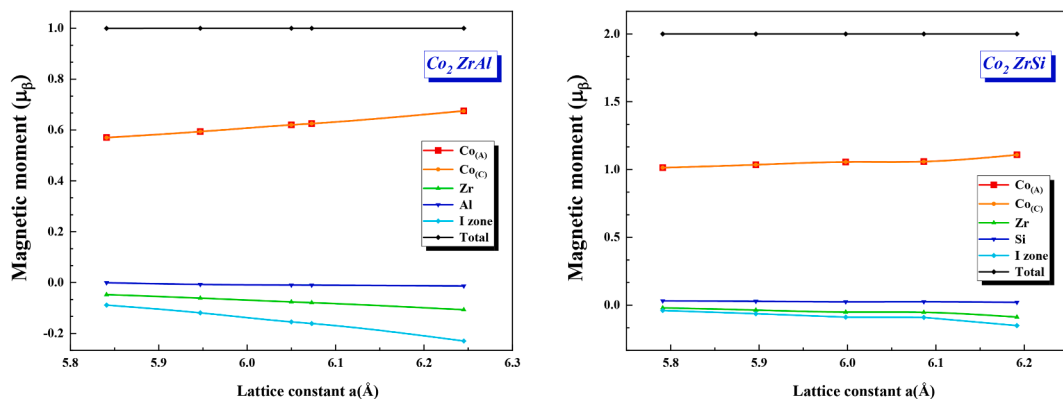 Co₂ ZrAl
Magnetic moment (μᵦ)
1.0
0.8
0.6
0.4
0.2
0.0
-0.2
Co(A)
Co(C)
Zr
Al
I zone
Total
5.8
5.9
6.0
6.1
6.2
6.3
Lattice constant a(Å)
Co₂ ZrSi
Magnetic moment (μᵦ)
2.0
1.5
1.0
0.5
0.0
Co(A)
Co(C)
Zr
Si
I zone
Total
5.8
5.9
6.0
6.1
6.2
Lattice constant a(Å)